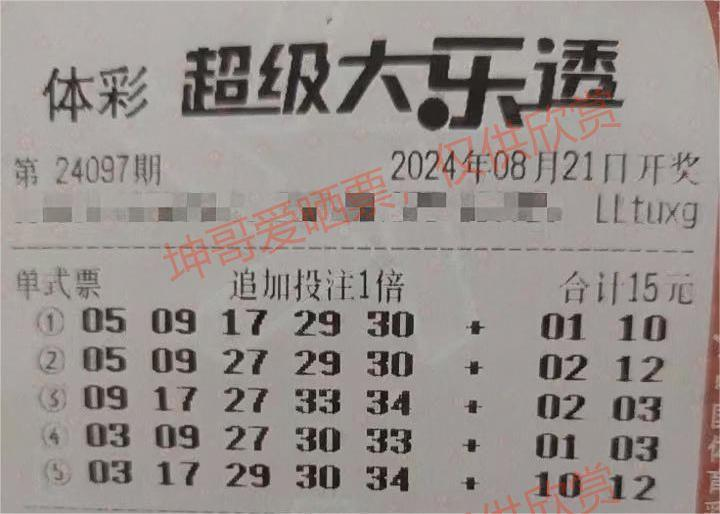 体彩 超级大乐透
第 24097期 2024年08月21日开奖
LLtuxg
坤哥爱晒票，仅供欣赏
单式票 追加投注1倍 合计15元
① 05 09 17 29 30 + 01 10
② 05 09 27 29 30 + 02 12
③ 09 17 27 33 34 + 02 03
④ 03 09 27 30 33 + 01 03
⑤ 03 17 29 30 34 + 10 12
仅供欣赏